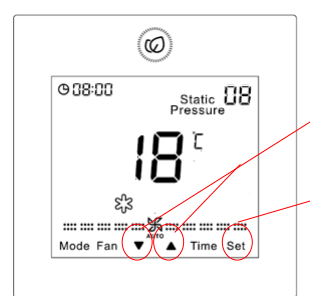 08:00
Static 08
Pressure
18 ℃
AUTO
Mode Fan ▼ ▲ Time Set